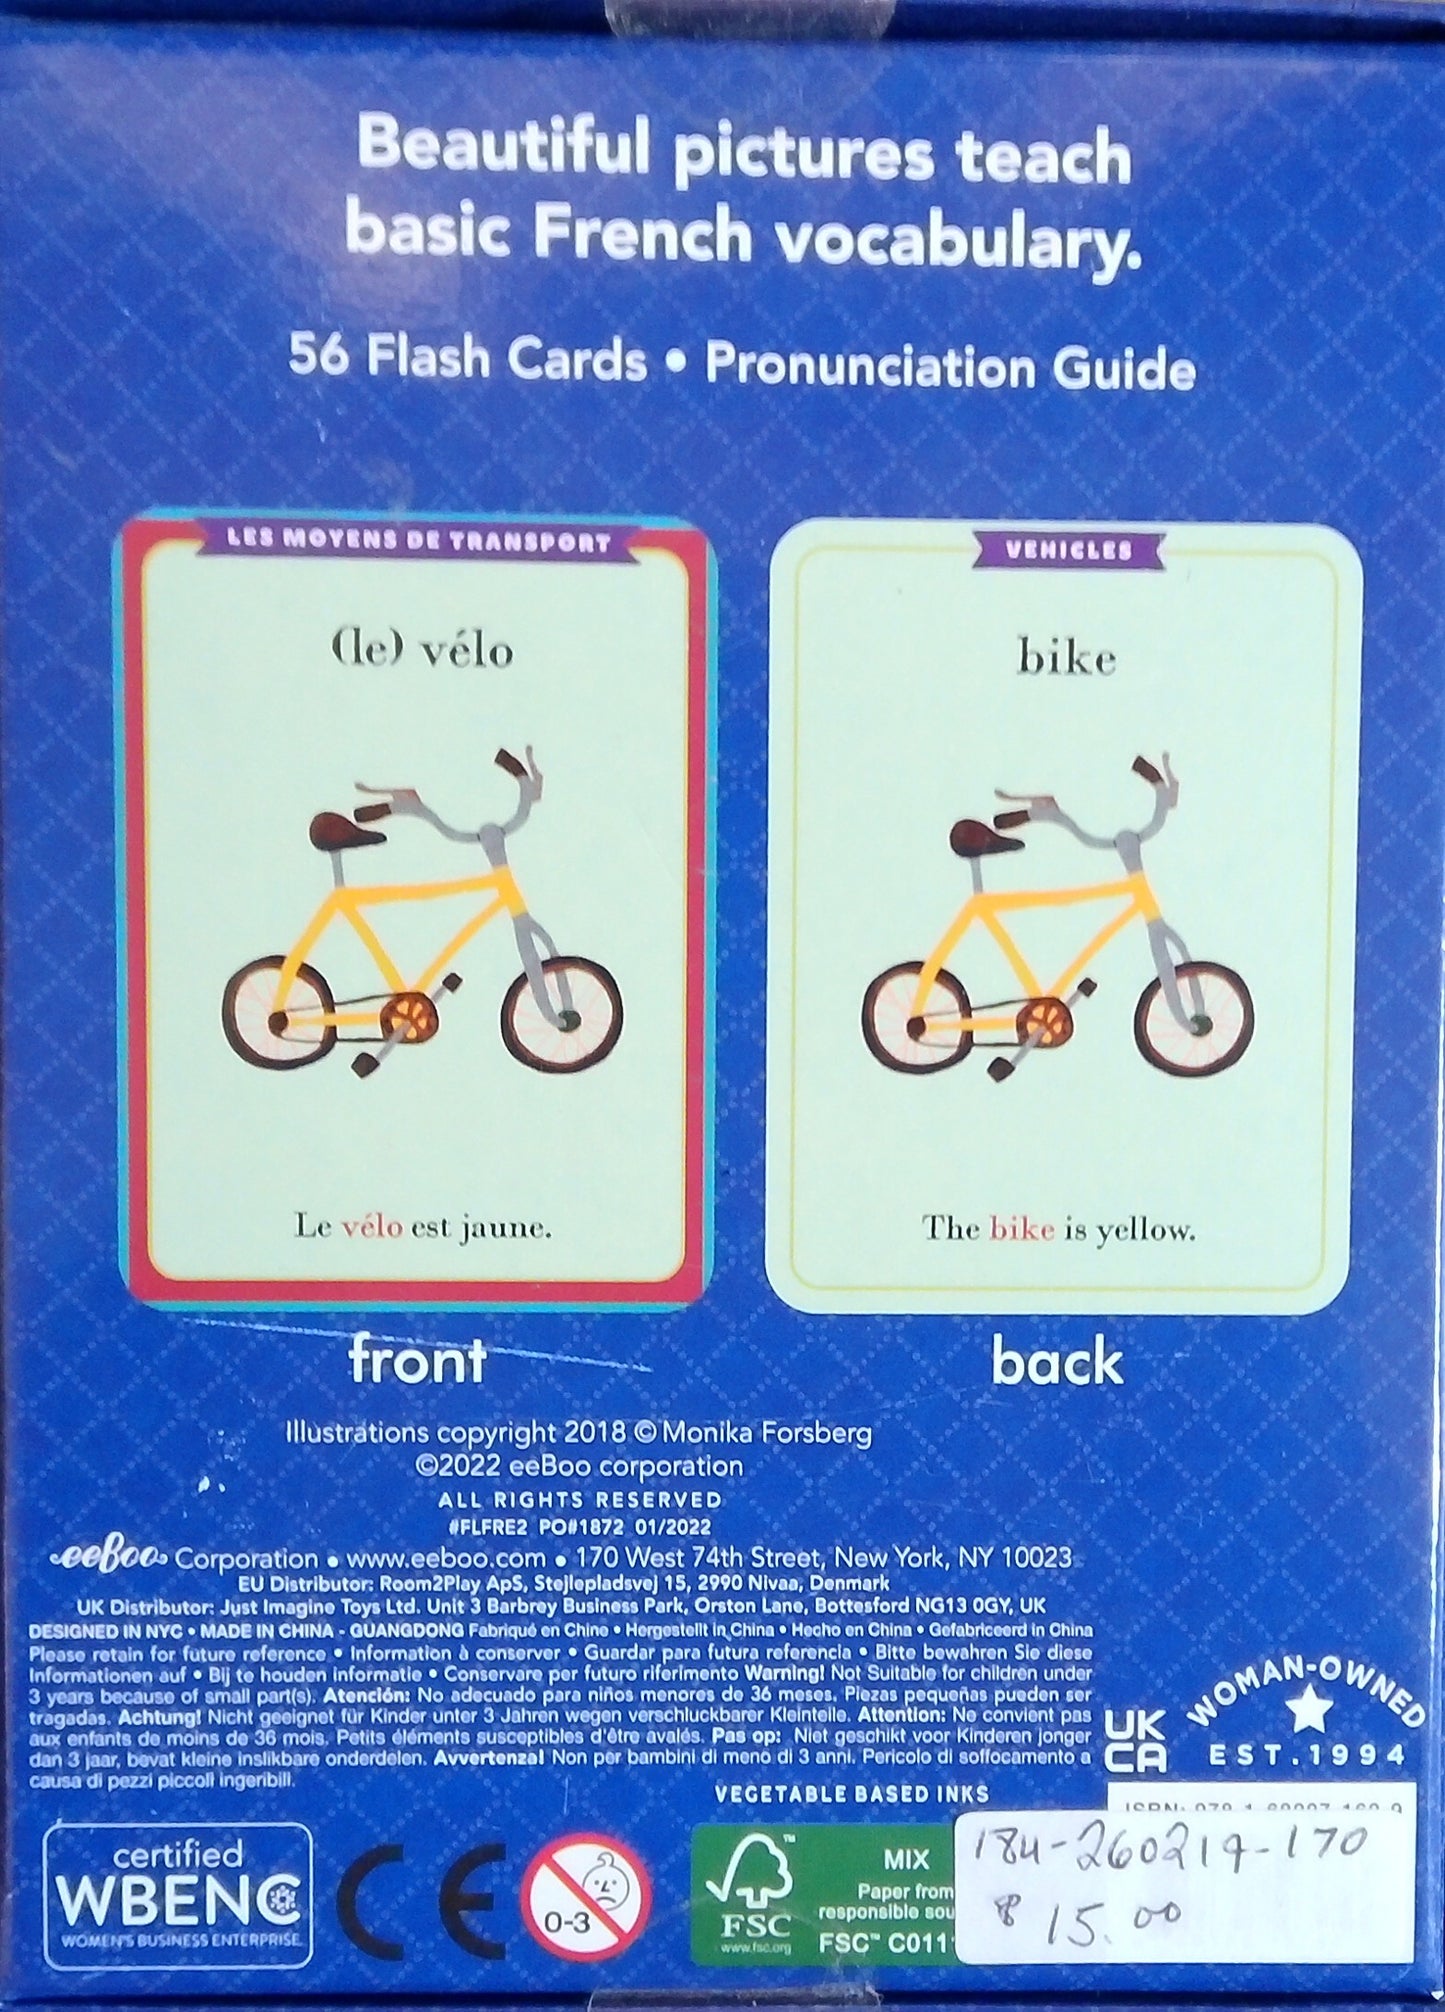 Beautiful pictures teach
basic French vocabulary.
56 Flash Cards • Pronunciation Guide
LES MOYENS DE TRANSPORT
(le) vélo
Le vélo est jaune.
front
VEHICLES
bike
The bike is yellow.
back
Illustrations copyright 2018 © Monika Forsberg
©2022 eeBoo corporation
ALL RIGHTS RESERVED
#FLFRE2 PO#1872 01/2022
eeBoo Corporation • www.eeboo.com • 170 West 74th Street, New York, NY 10023
EU Distributor: Room2Play ApS, Stejlepladsvej 15, 2990 Nivaa, Denmark
UK Distributor: Just Imagine Toys Ltd. Unit 3 Barbrey Business Park, Orston Lane, Bottesford NG13 0GY, UK
DESIGNED IN NYC • MADE IN CHINA - GUANGDONG Fabriqué en Chine • Hergestellt in China • Hecho en China • Gefabriceerd in China
Please retain for future reference • Information à conserver • Guardar para futura referencia • Bitte bewahren Sie diese
Informationen auf • Bij te houden informatie • Conservare per futuro riferimento Warning! Not Suitable for children under
3 years because of small part(s). Atención: No adecuado para niños menores de 36 meses. Piezas pequeñas pueden ser
tragadas. Achtung! Nicht geeignet für Kinder unter 3 Jahren wegen verschluckbarer Kleinteile. Attention: Ne convient pas
aux enfants de moins de 36 mois. Petits éléments susceptibles d'être avalés. Pas op: Niet geschikt voor Kinderen jonger
dan 3 jaar, bevat kleine inslikbare onderdelen. Avvertenza! Non per bambini di meno di 3 anni. Pericolo di soffocamento a
causa di pezzi piccoli ingeribili.
UK
CA
WOMAN-OWNED
EST. 1994
VEGETABLE BASED INKS
certified
WBENC
WOMEN'S BUSINESS ENTERPRISE
CE
0-3
FSC
www.fsc.org
MIX
Paper from
responsible sou
FSC™ C011
184-260219-170
$ 15.00